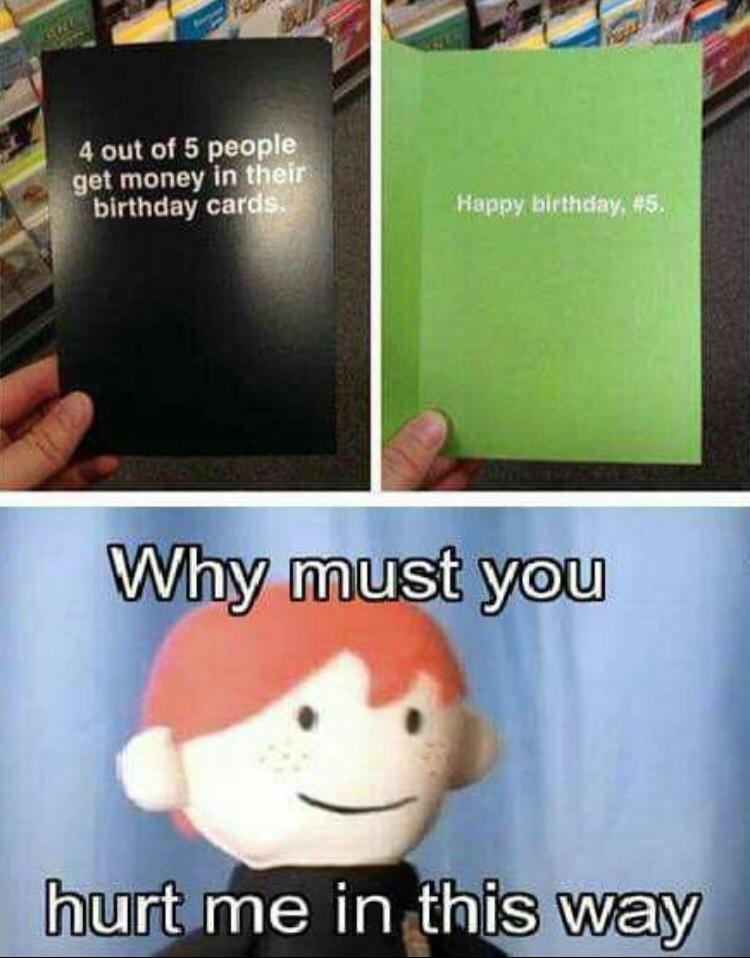 4 out of 5 people
get money in their
birthday cards.
Happy birthday, #5.
Why must you
hurt me in this way